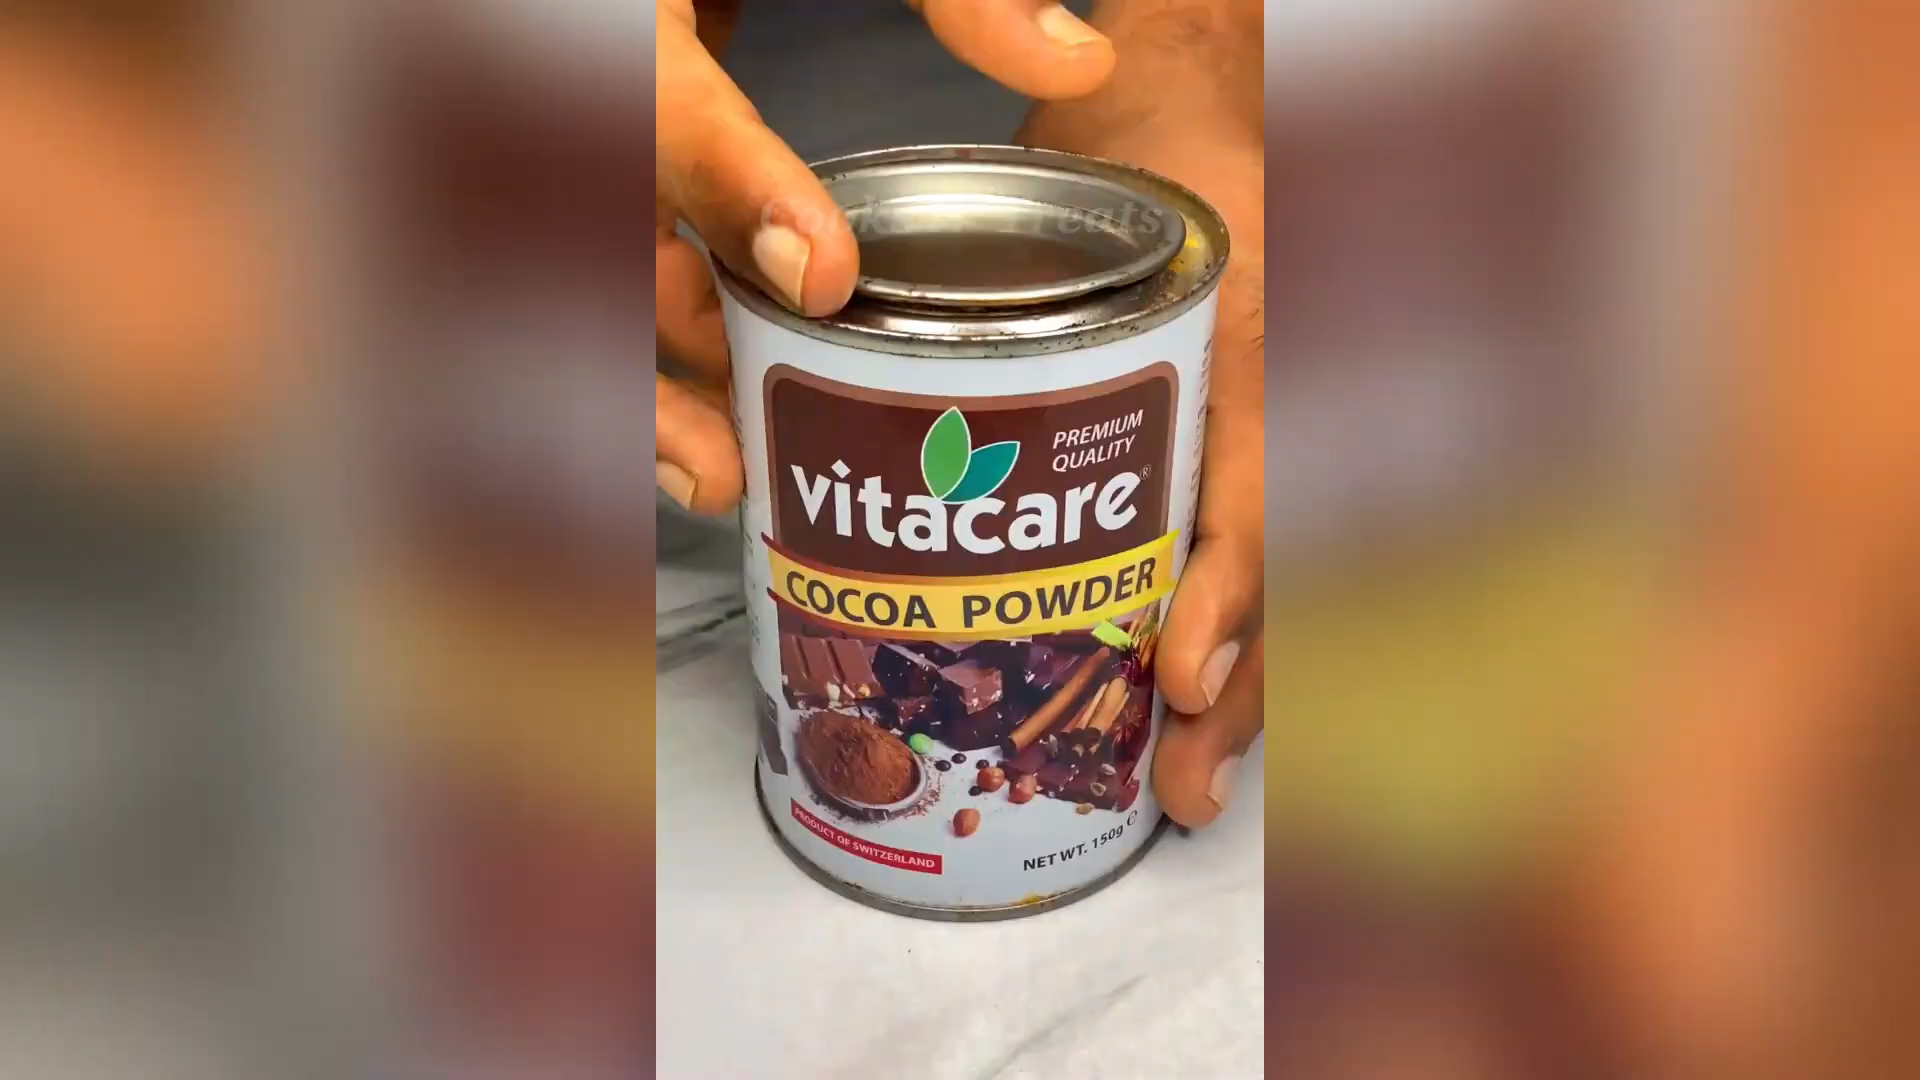 PREMIUM
QUALITY
vitacare®
COCOA POWDER
PRODUCT OF SWITZERLAND
NET WT. 150g ℮